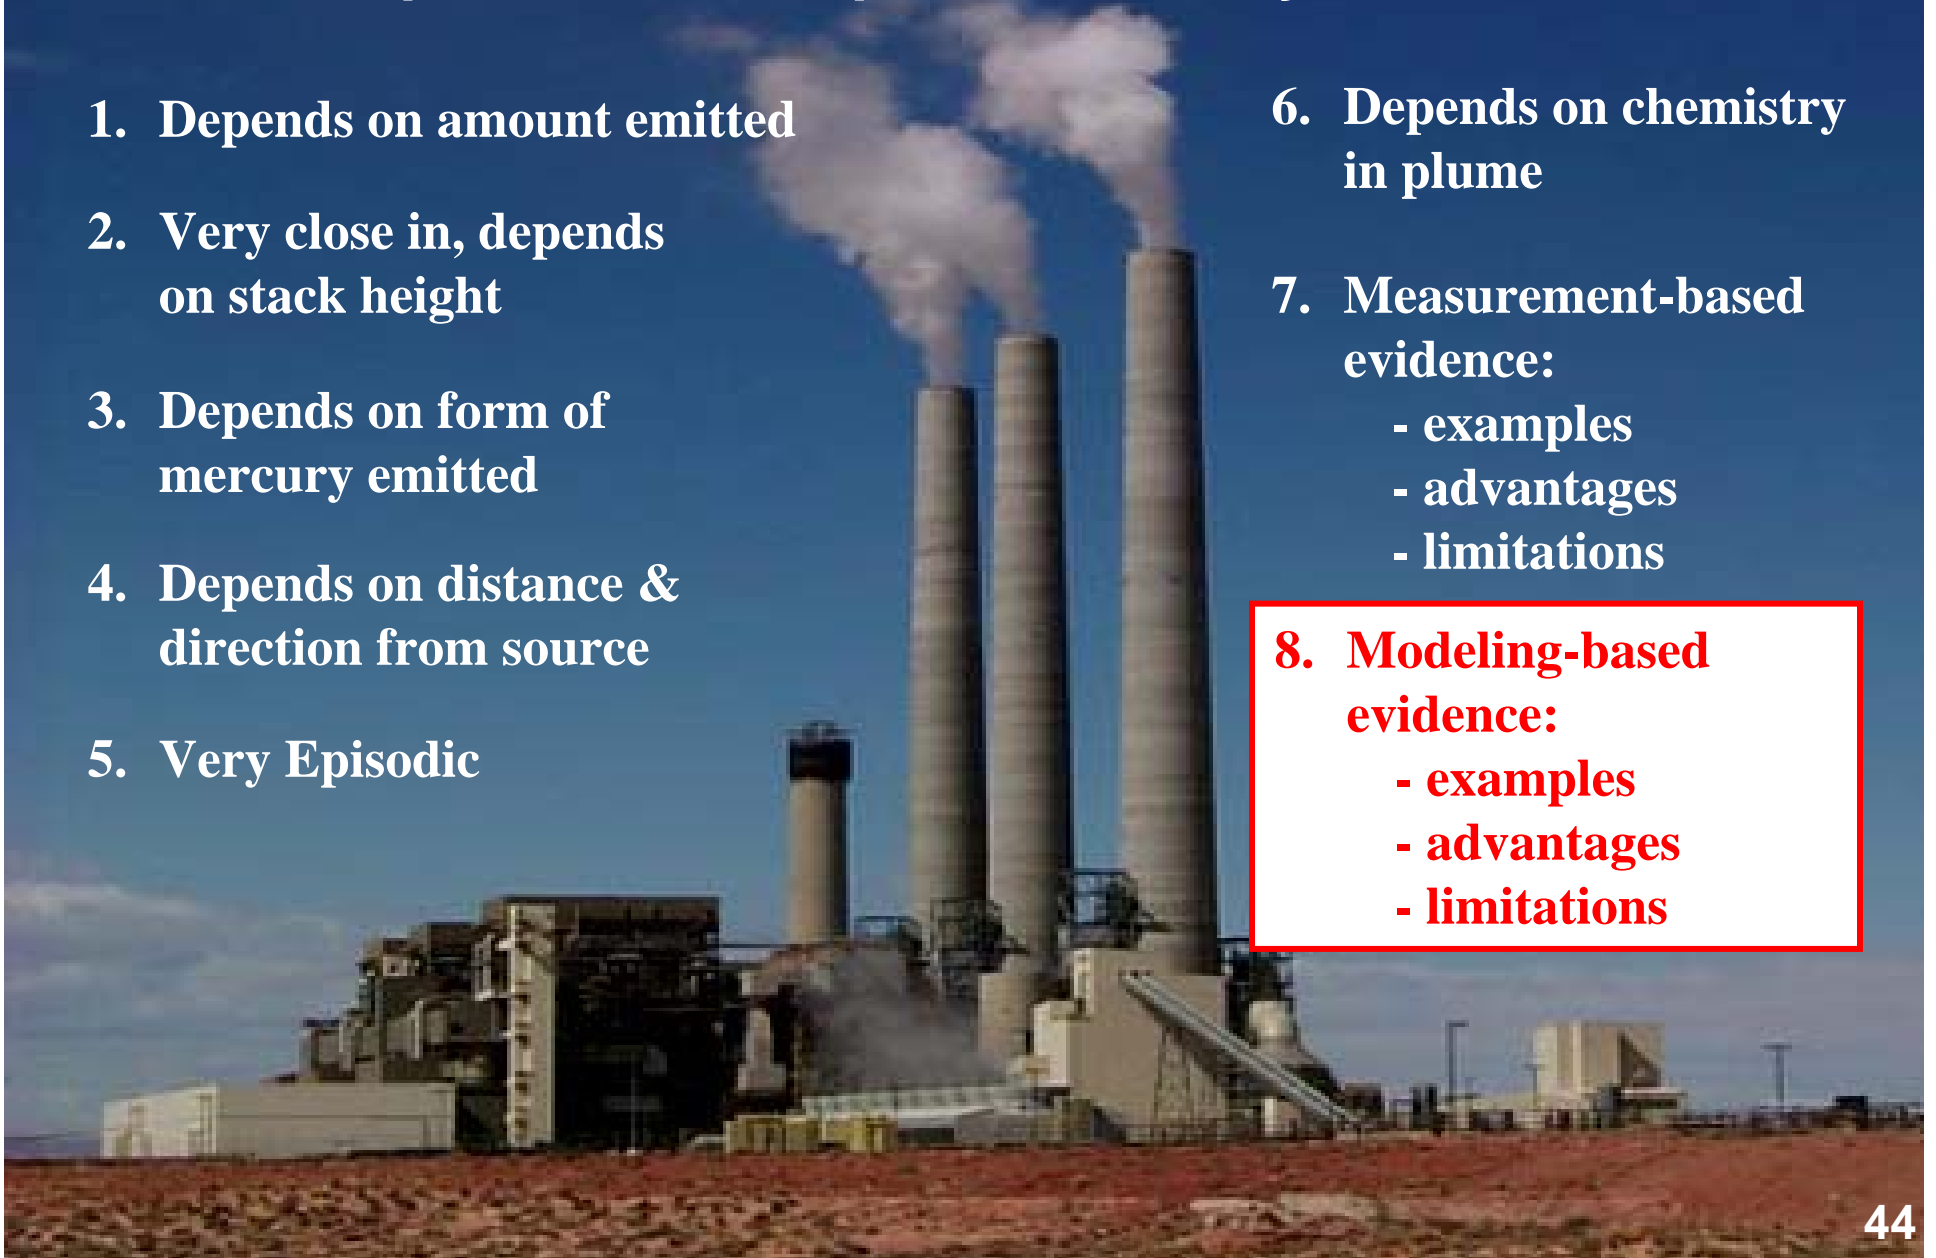 1. Depends on amount emitted
2. Very close in, depends
on stack height
3. Depends on form of
mercury emitted
4. Depends on distance &
direction from source
5. Very Episodic
6. Depends on chemistry
in plume
7. Measurement-based
evidence:
- examples
- advantages
- limitations
8. Modeling-based
evidence:
- examples
- advantages
- limitations
44